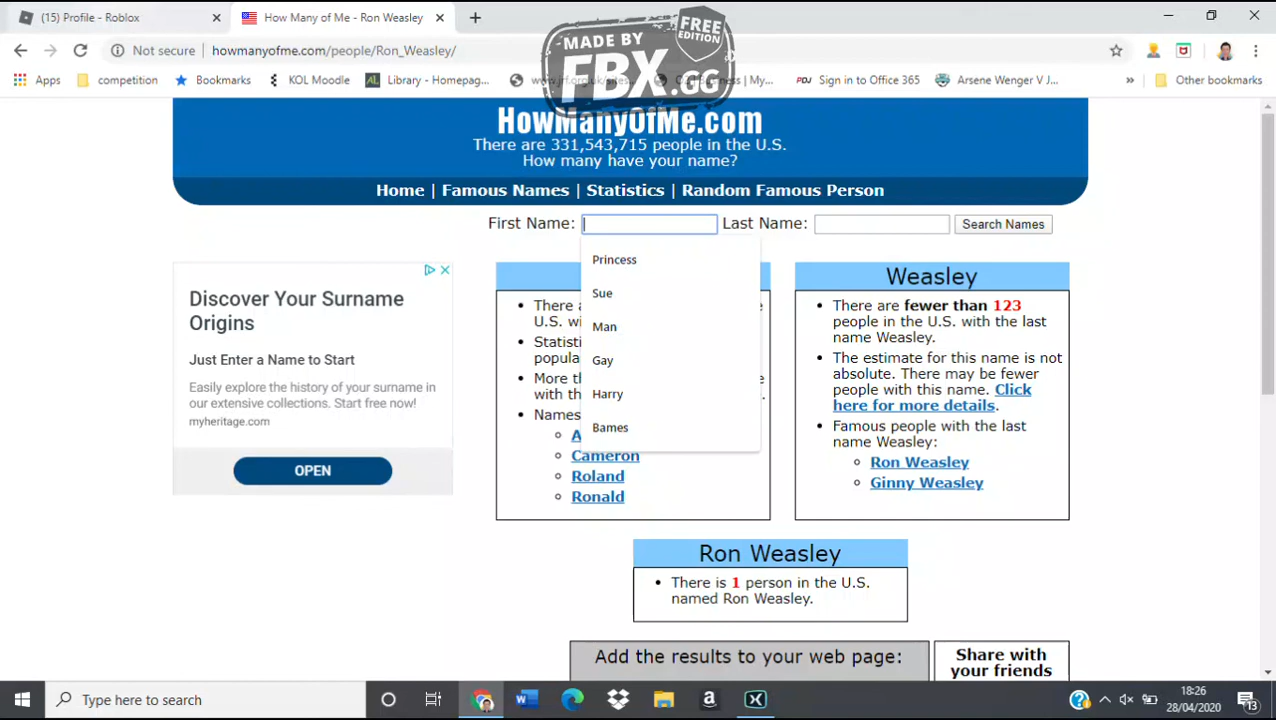 (15) Profile - Roblox
How Many of Me - Ron Weasley
MADE BY
FREE
EDITION
FBX.GG
Not secure
howmanyofme.com/people/Ron_Weasley/
Apps
competition
Bookmarks
KOL Moodle
Library - Homepag...
My...
Sign in to Office 365
Arsene Wenger V J...
»
Other bookmarks
HowManyOfMe.com
There are 331,543,715 people in the U.S.
How many have your name?
Home | Famous Names | Statistics | Random Famous Person
First Name:
Last Name:
Search Names
Princess
Sue
Man
Gay
Harry
Bames
Discover Your Surname
Origins
Just Enter a Name to Start
Easily explore the history of your surname in
our extensive collections. Start free now!
myheritage.com
OPEN
There
U.S.
Statisti
popula
More th
with the
Names
Cameron
Roland
Ronald
Weasley
There are fewer than 123
people in the U.S. with the last
name Weasley.
The estimate for this name is not
absolute. There may be fewer
people with this name. Click
here for more details.
Famous people with the last
name Weasley:
Ron Weasley
Ginny Weasley
Ron Weasley
There is 1 person in the U.S.
named Ron Weasley.
Add the results to your web page:
Share with
your friends
Type here to search
18:26
28/04/2020
13